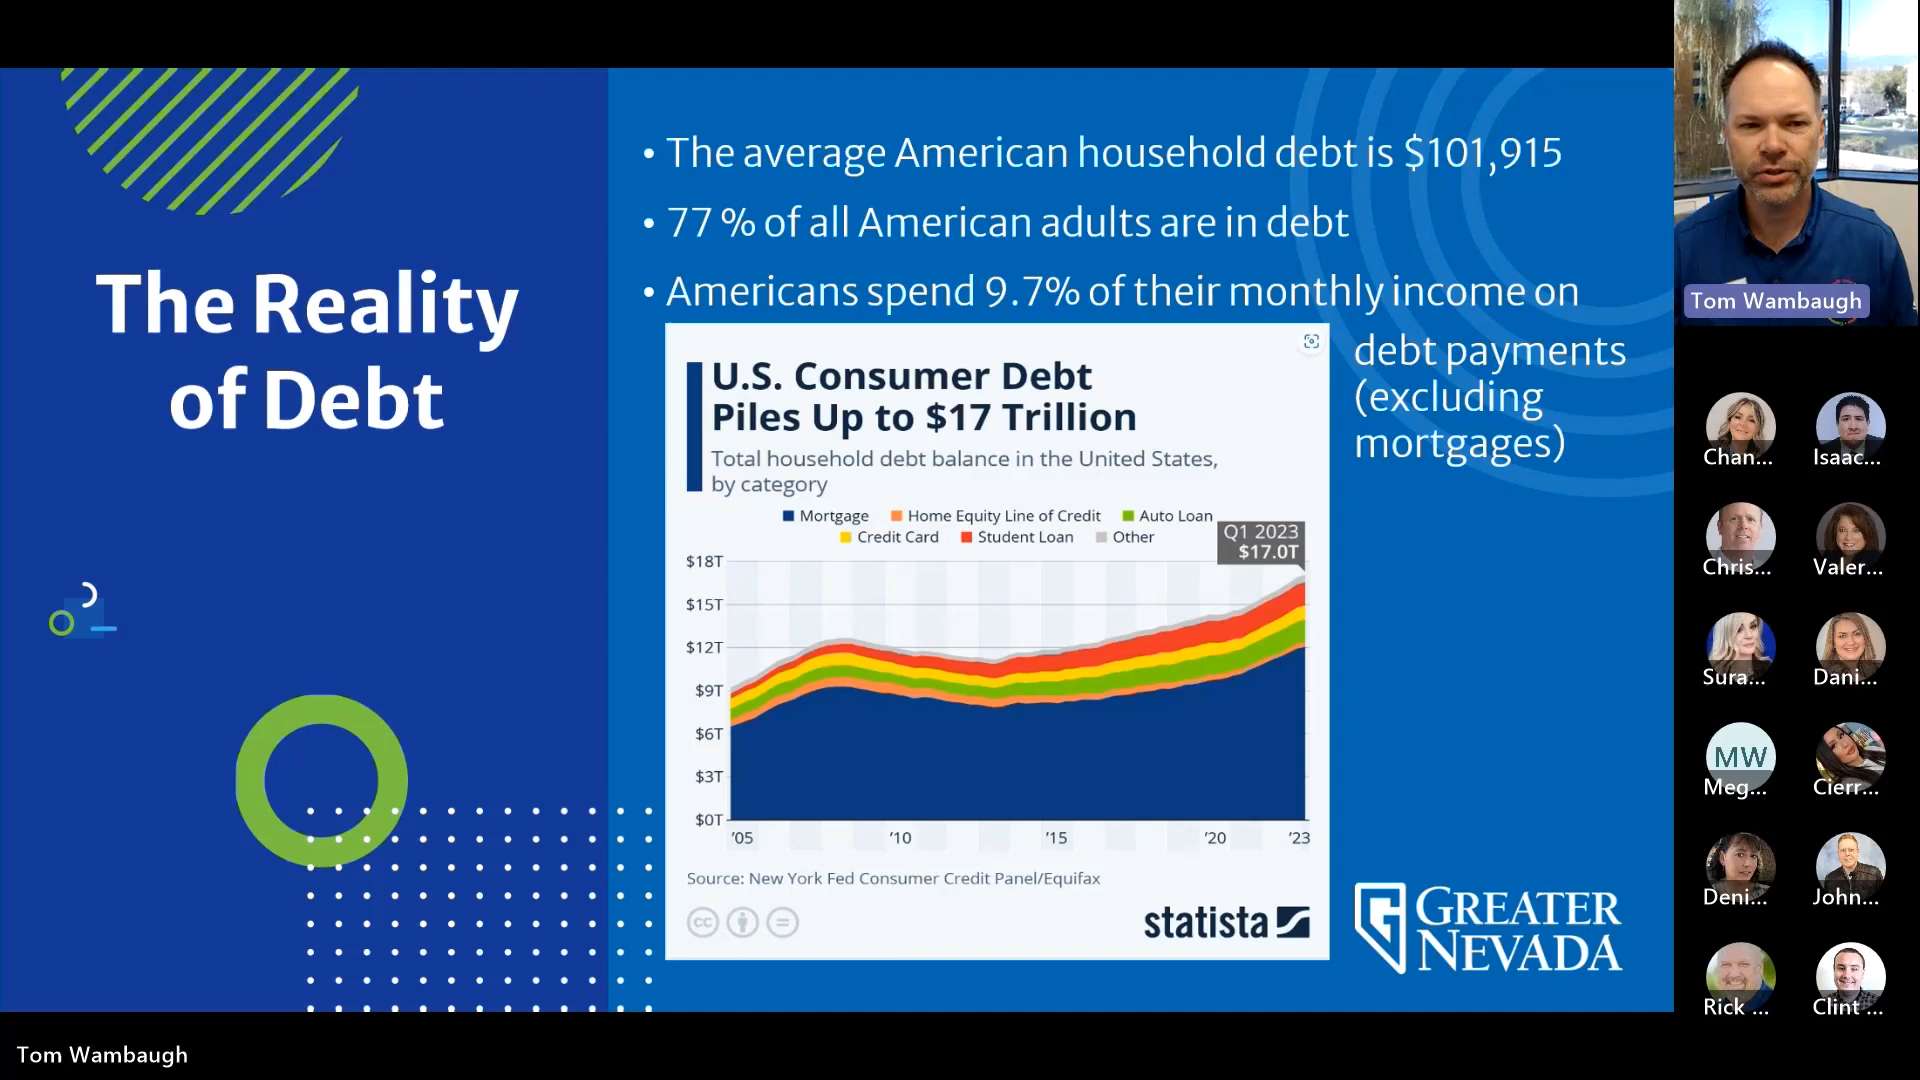 The Reality
of Debt
• The average American household debt is $101,915
• 77 % of all American adults are in debt
• Americans spend 9.7% of their monthly income on
debt payments
(excluding
mortgages)
U.S. Consumer Debt
Piles Up to $17 Trillion
Total household debt balance in the United States,
by category
Mortgage Home Equity Line of Credit Auto Loan
Credit Card Student Loan Other
Q1 2023
$17.0T
$18T
$15T
$12T
$9T
$6T
$3T
$0T
'05 '10 '15 '20 '23
Source: New York Fed Consumer Credit Panel/Equifax
cc
statista
GREATER
NEVADA
Tom Wambaugh
Chan... Isaac...
Chris... Valer...
Sura... Dani...
MW
Meg... Cierr...
Deni... John...
Rick ... Clint ...
Tom Wambaugh